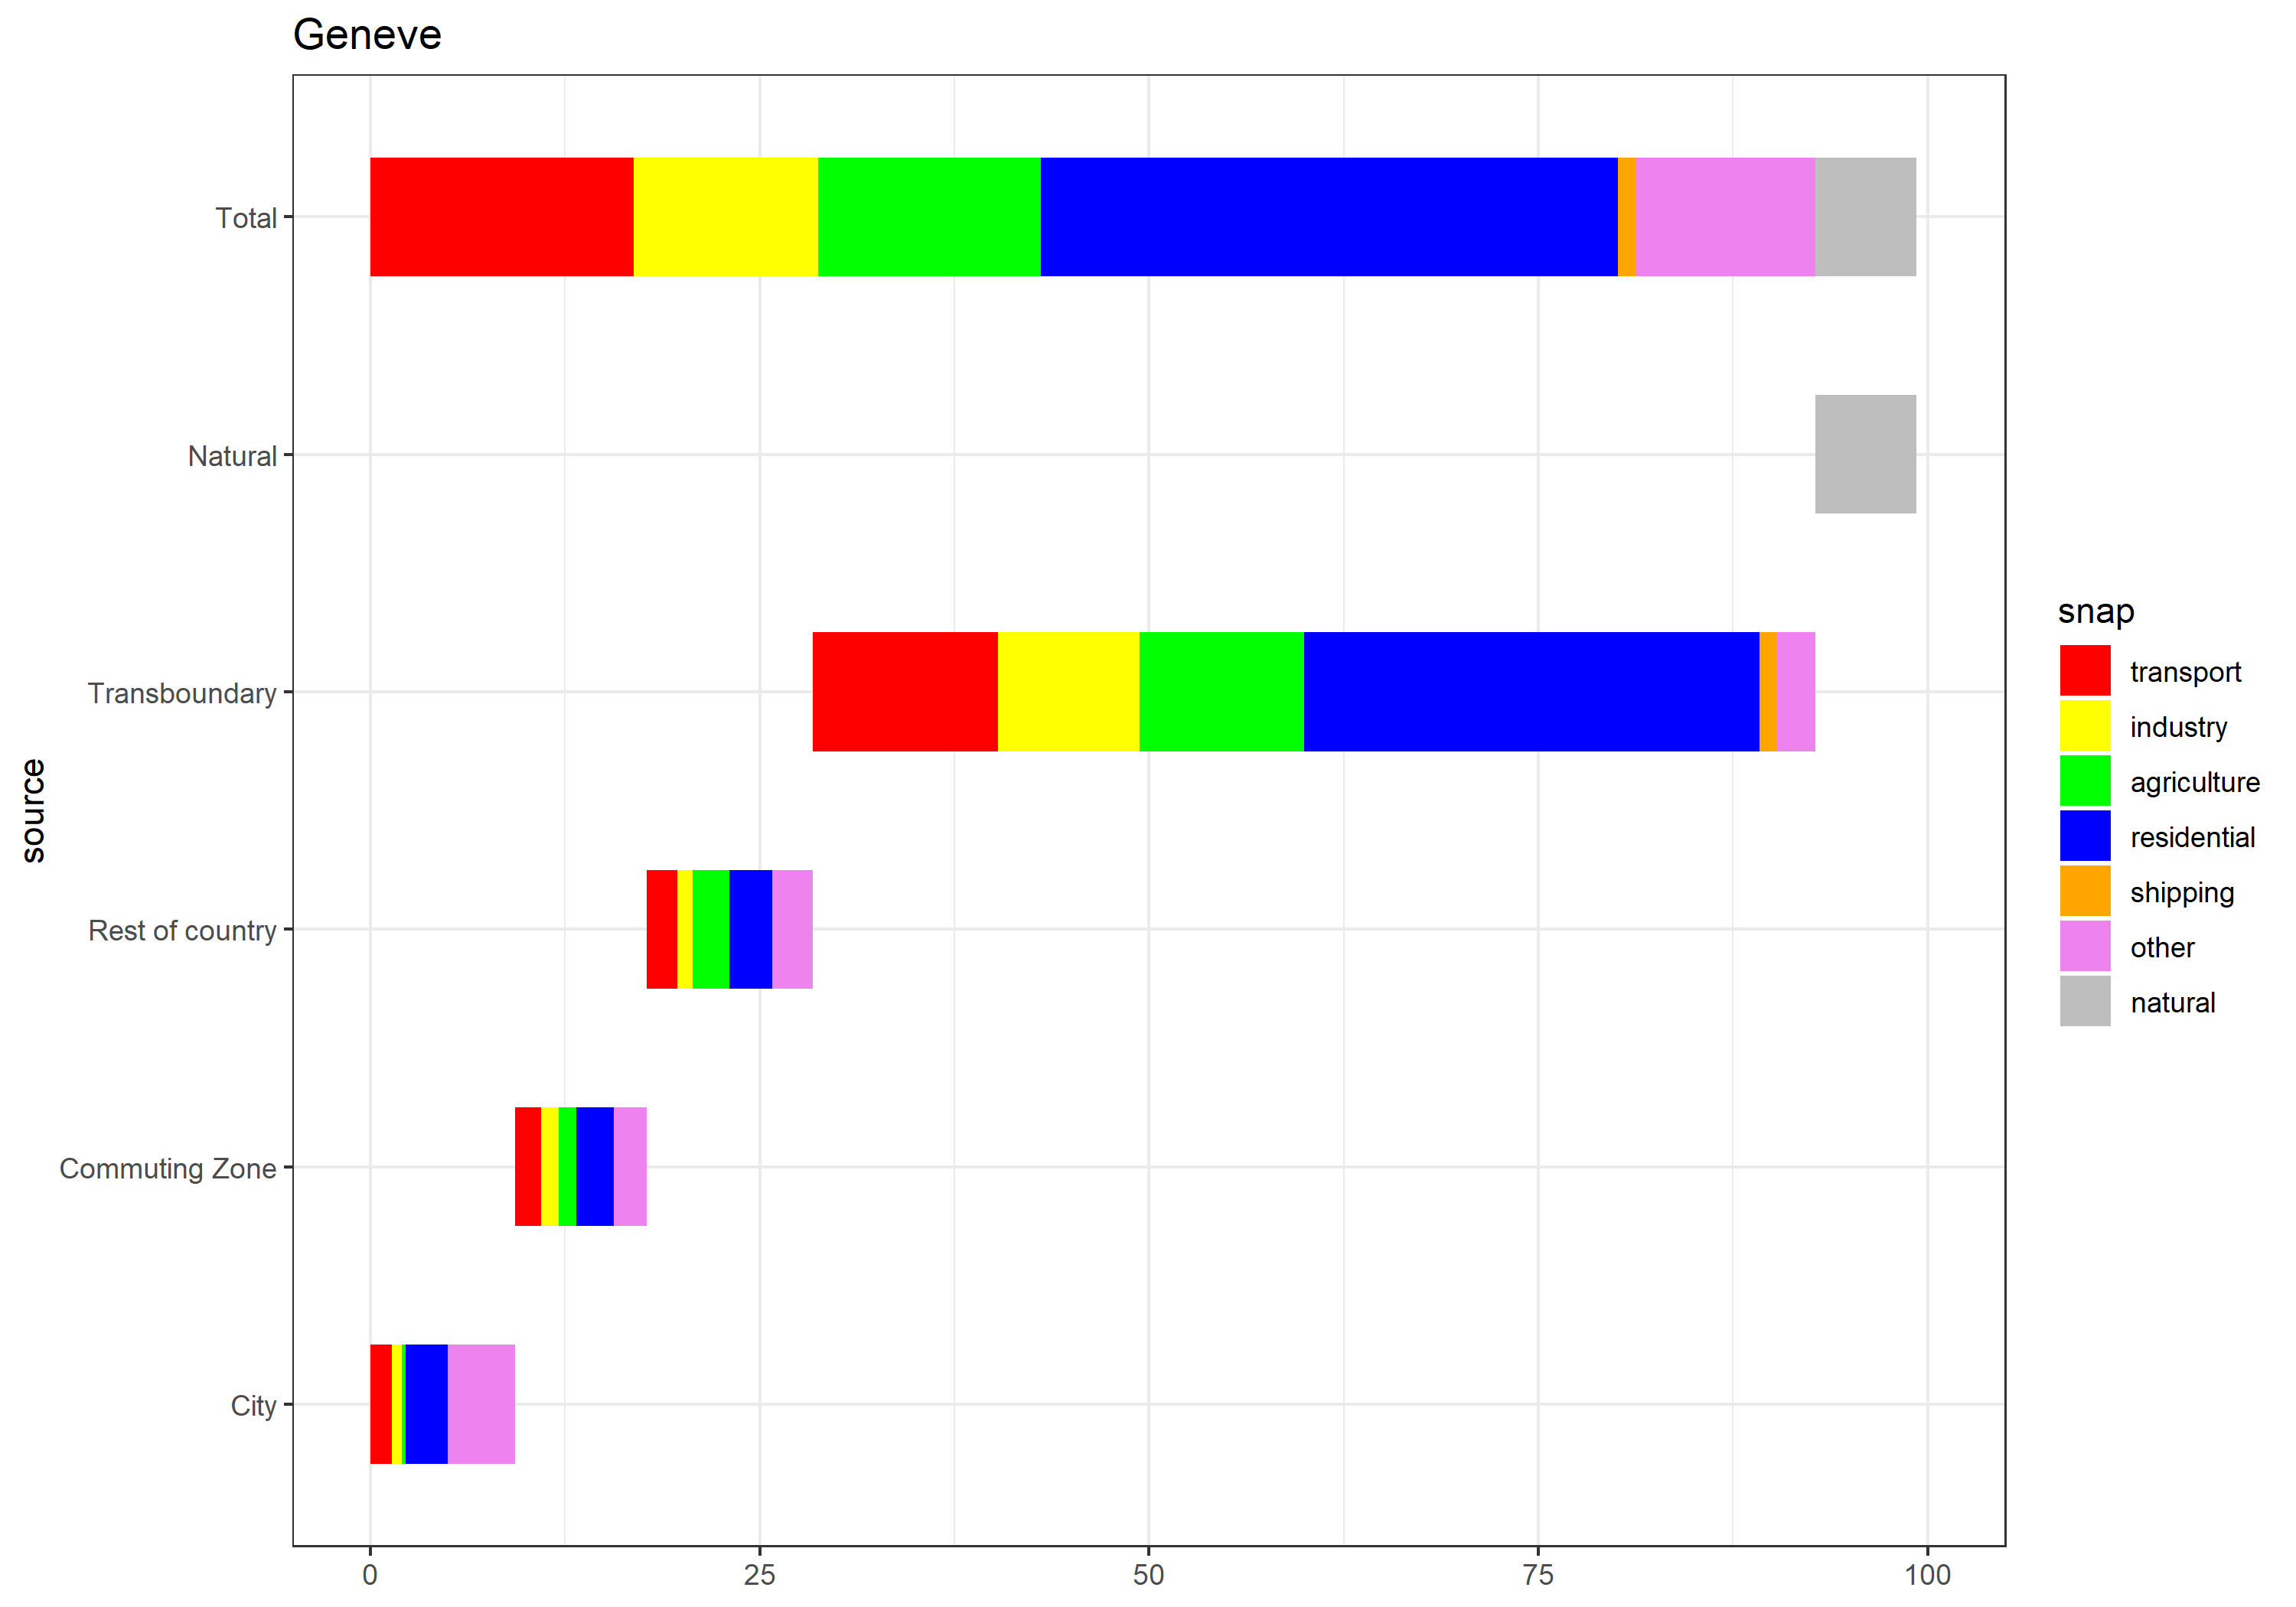 Geneve
Total
Natural
Transboundary
Rest of country
Commuting Zone
City
source
0 25 50 75 100
snap
transport
industry
agriculture
residential
shipping
other
natural